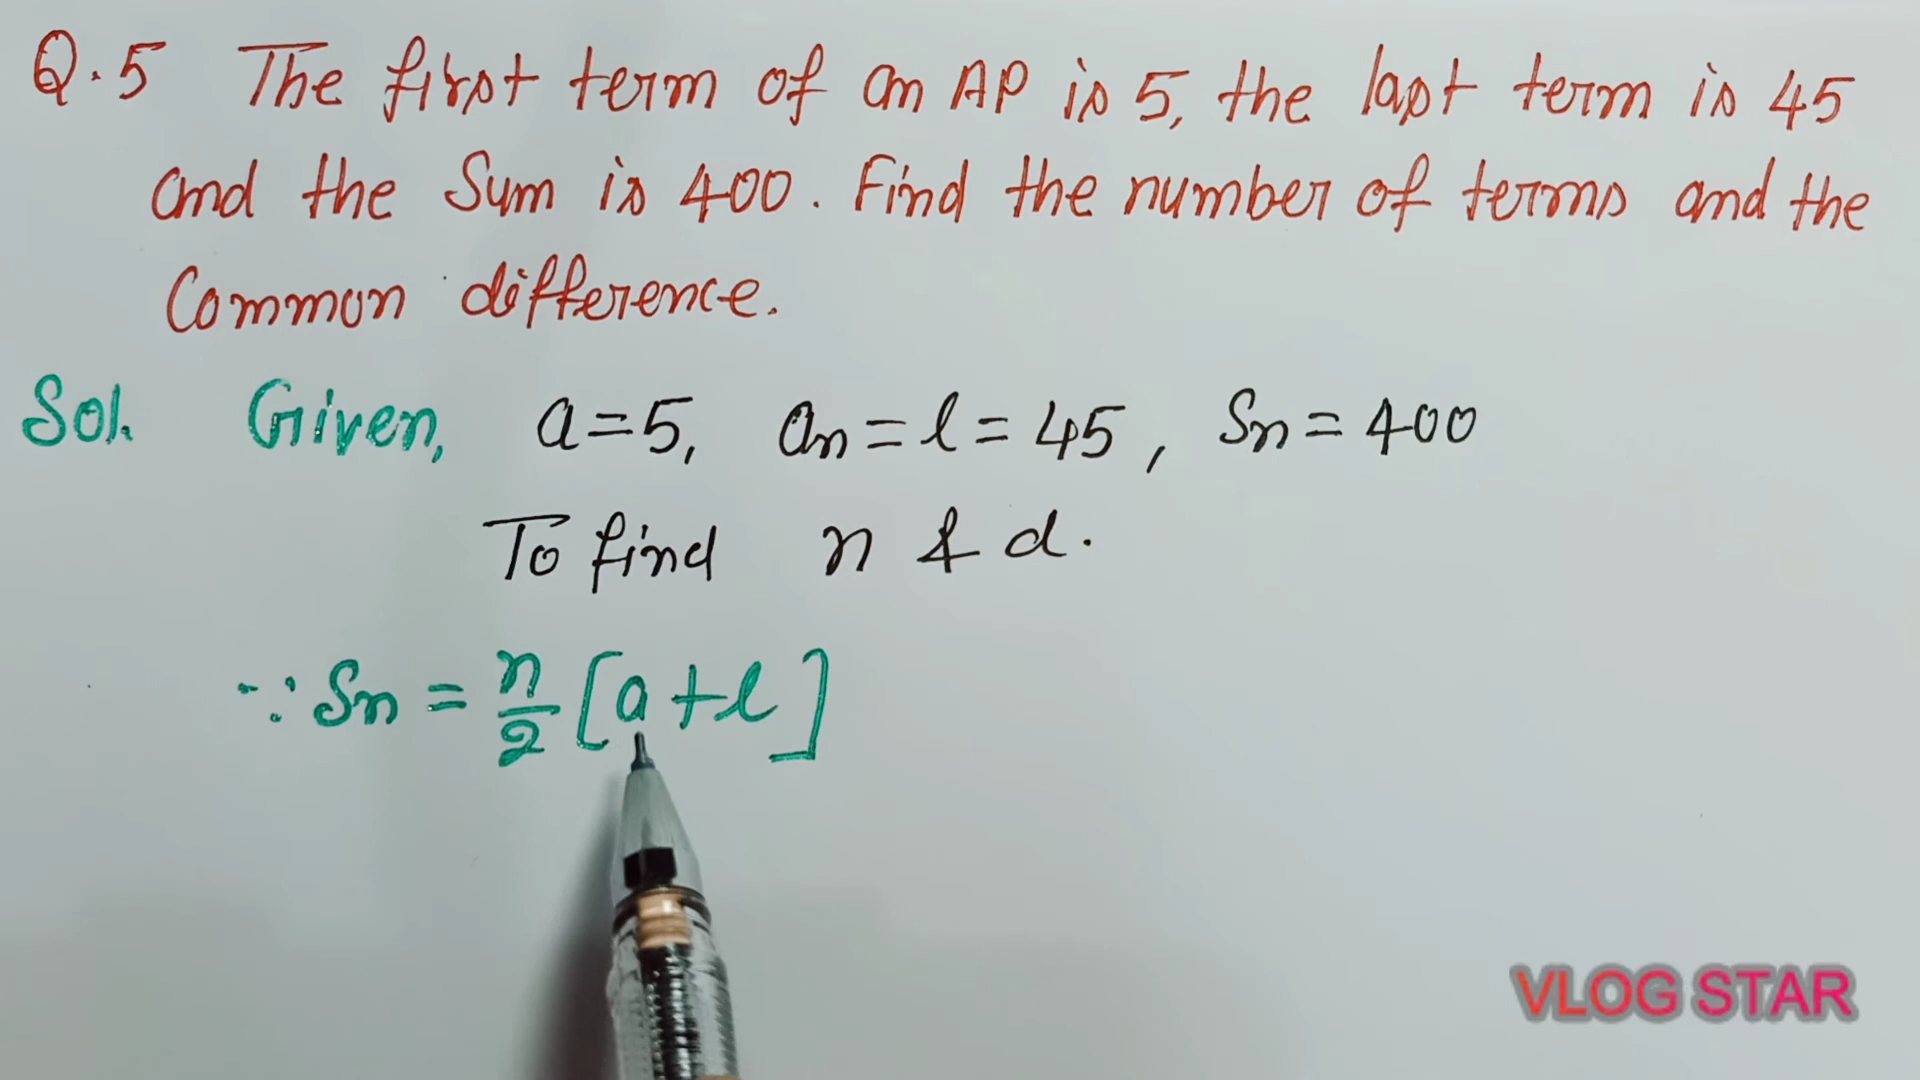 Q.5 The first term of an AP is 5, the last term is 45
and the Sum is 400. Find the number of terms and the
Common difference.
Sol. Given, a=5, an=l=45, Sn=400
To find n & d.
∵ Sn = n/2 [a+l]
VLOG STAR